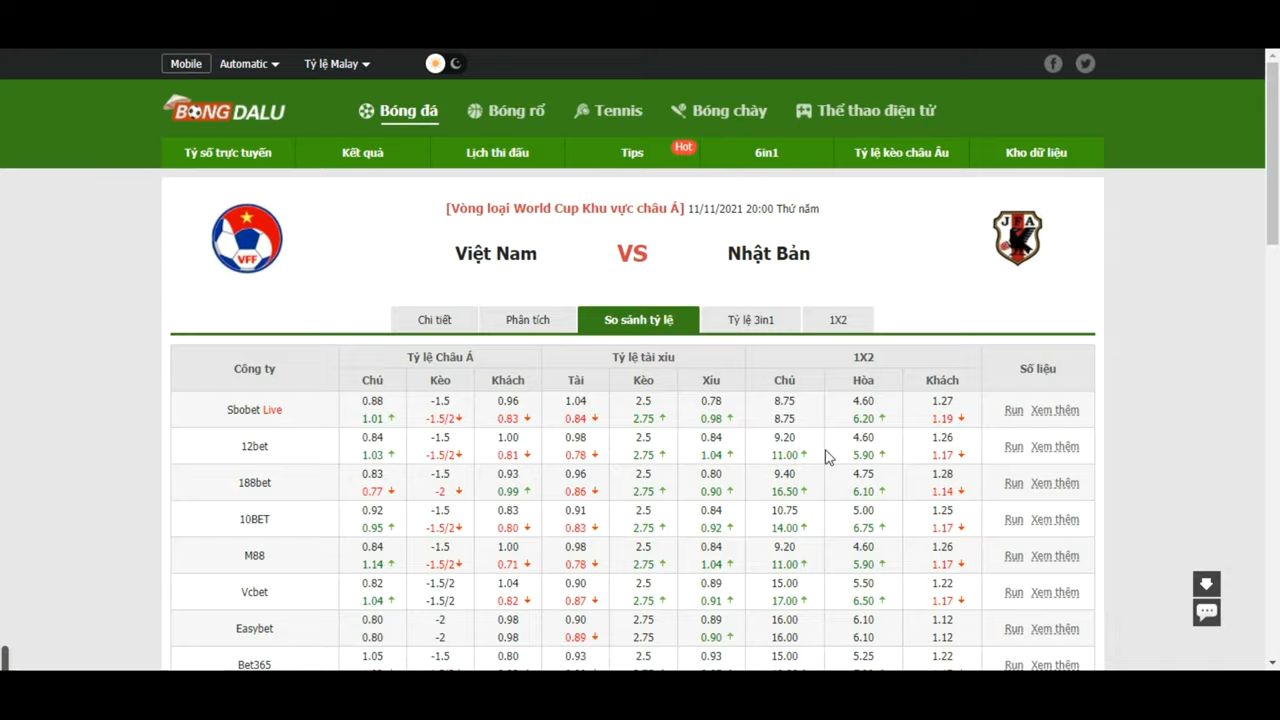 Mobile Automatic Tỷ lệ Malay
BONGDALU Bóng đá Bóng rổ Tennis Bóng chày Thể thao điện tử
Tỷ số trực tuyến Kết quả Lịch thi đấu Tips Hot 6in1 Tỷ lệ kèo châu Âu Kho dữ liệu
[Vòng loại World Cup Khu vực châu Á] 11/11/2021 20:00 Thứ năm
VFF Việt Nam VS Nhật Bản JFA
Chi tiết Phân tích So sánh tỷ lệ Tỷ lệ 3in1 1X2
Công ty Tỷ lệ Châu Á Tỷ lệ tài xỉu 1X2 Số liệu
Chủ Kèo Khách Tài Kèo Xỉu Chủ Hòa Khách
Sbobet Live 0.88 -1.5 0.96 1.04 2.5 0.78 8.75 4.60 1.27 Run Xem thêm
1.01 -1.5/2 0.83 0.84 2.75 0.98 8.75 6.20 1.19
12bet 0.84 -1.5 1.00 0.98 2.5 0.84 9.20 4.60 1.26 Run Xem thêm
1.03 -1.5/2 0.81 0.78 2.75 1.04 11.00 5.90 1.17
188bet 0.83 -1.5 0.93 0.96 2.5 0.80 9.40 4.75 1.28 Run Xem thêm
0.77 -2 0.99 0.86 2.75 0.90 16.50 6.10 1.14
10BET 0.92 -1.5 0.83 0.91 2.5 0.84 10.75 5.00 1.25 Run Xem thêm
0.95 -1.5/2 0.80 0.83 2.75 0.92 14.00 6.75 1.17
M88 0.84 -1.5 1.00 0.98 2.5 0.84 9.20 4.60 1.26 Run Xem thêm
1.14 -1.5/2 0.71 0.78 2.75 1.04 11.00 5.90 1.17
Vcbet 0.82 -1.5/2 1.04 0.90 2.5 0.89 15.00 5.50 1.22 Run Xem thêm
1.04 -1.5/2 0.82 0.87 2.75 0.91 17.00 6.50 1.17
Easybet 0.80 -2 0.98 0.90 2.75 0.89 16.00 6.10 1.12 Run Xem thêm
0.80 -2 0.98 0.89 2.75 0.90 16.00 6.10 1.12
Bet365 1.05 -1.5 0.80 0.93 2.5 0.93 15.00 5.25 1.22 Run Xem thêm